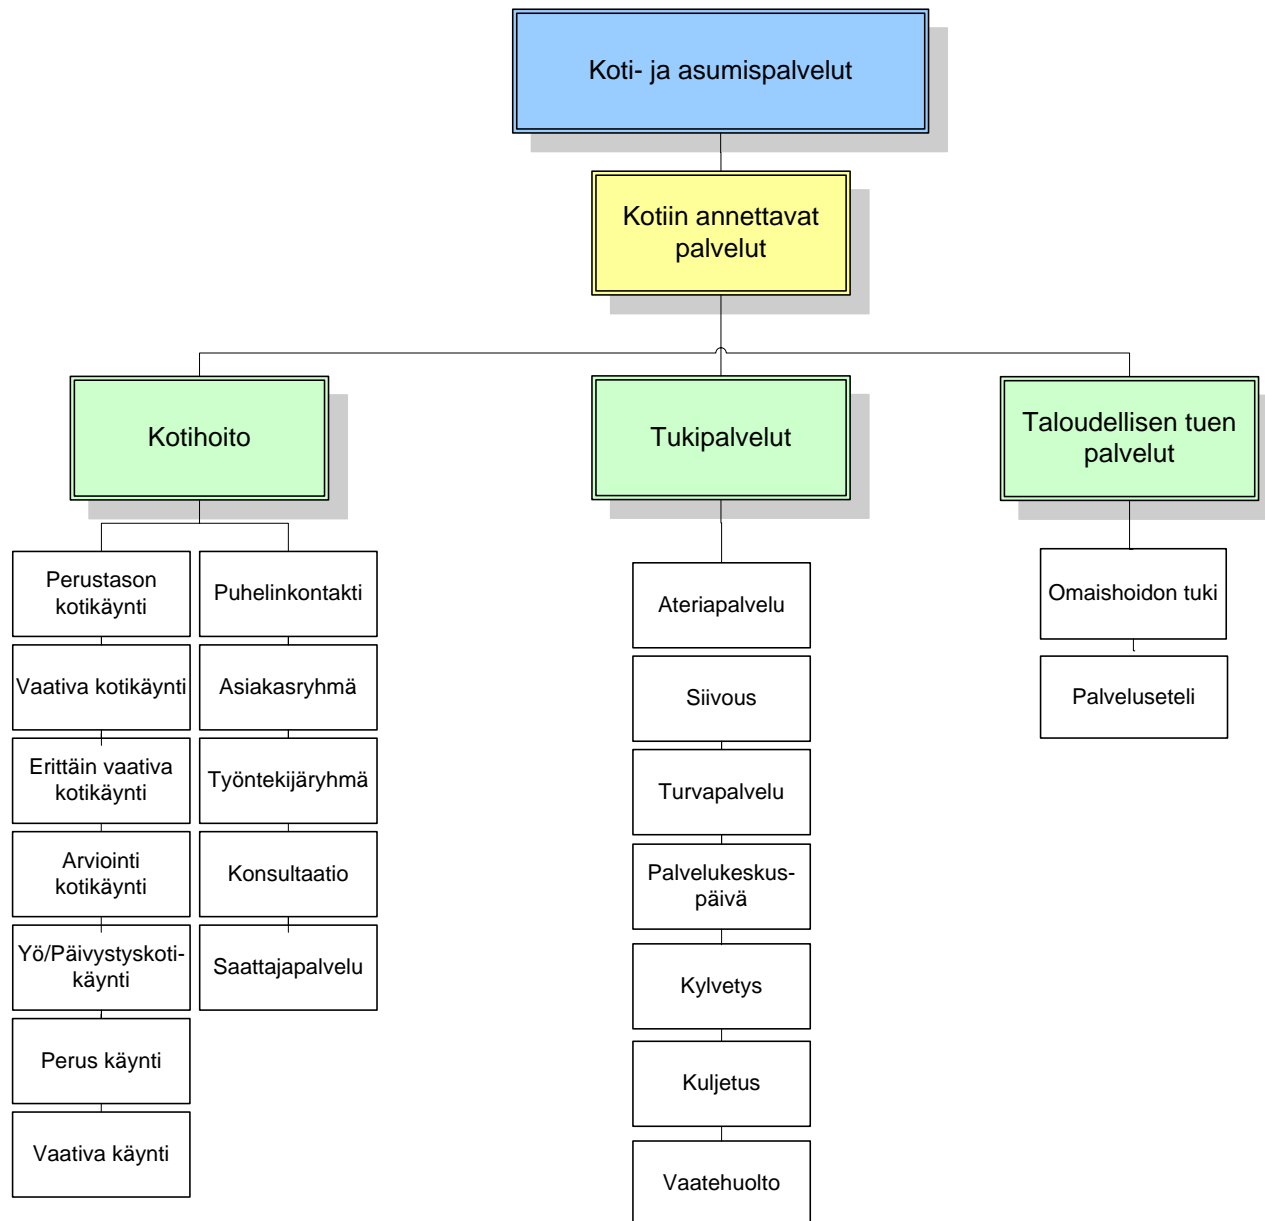 Koti- ja asumispalvelut
Kotiin annettavat
palvelut
Kotihoito
Tukipalvelut
Taloudellisen tuen
palvelut
Perustason
kotikäynti
Vaativa kotikäynti
Erittäin vaativa
kotikäynti
Arviointi
kotikäynti
Yö/Päivystyskoti-
käynti
Perus käynti
Vaativa käynti
Puhelinkontakti
Asiakasryhmä
Työntekijäryhmä
Konsultaatio
Saattajapalvelu
Ateriapalvelu
Siivous
Turvapalvelu
Palvelukeskus-
päivä
Kylvetys
Kuljetus
Vaatehuolto
Omaishoidon tuki
Palveluseteli